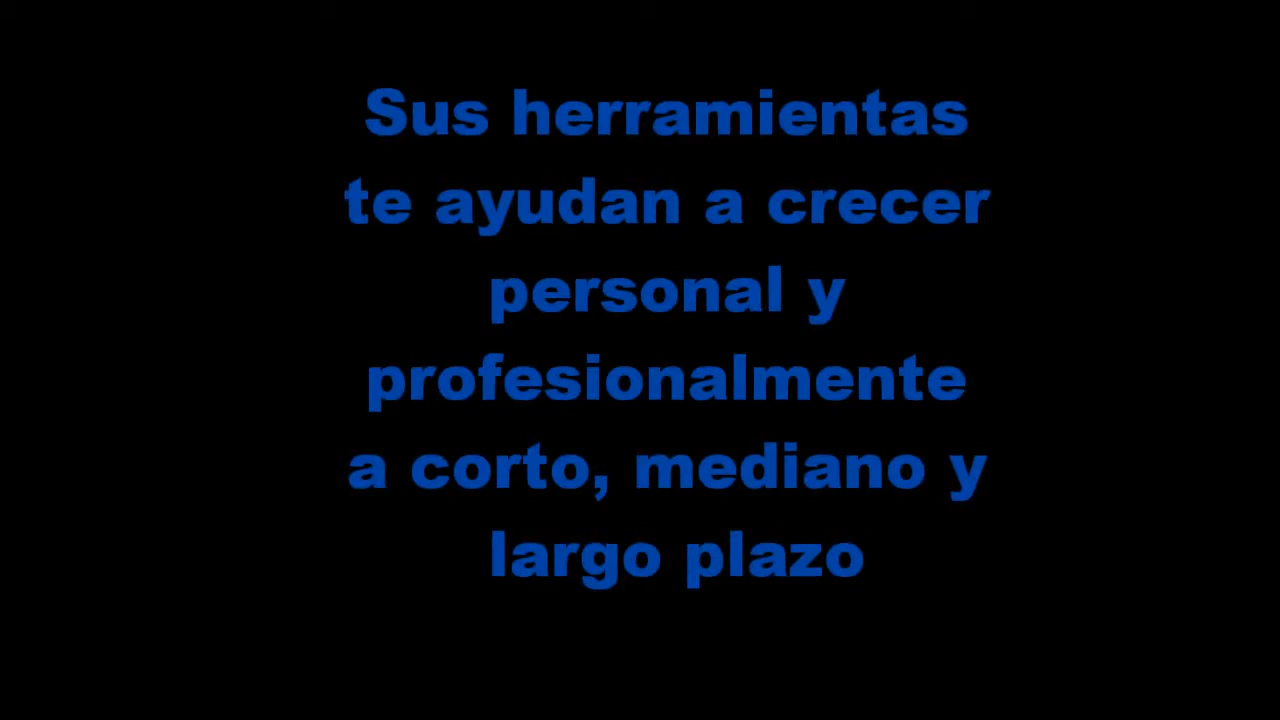 Sus herramientas
te ayudan a crecer
personal y
profesionalmente
a corto, mediano y
largo plazo